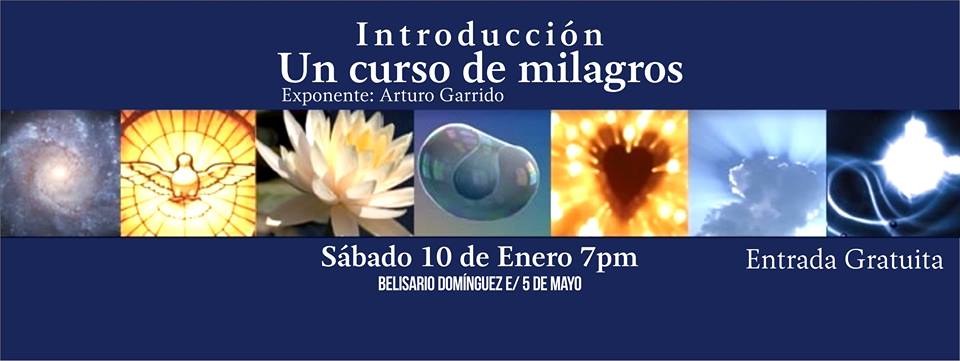 Introducción
Un curso de milagros
Exponente: Arturo Garrido
Sábado 10 de Enero 7pm
Entrada Gratuita
BELISARIO DOMÍNGUEZ E/ 5 DE MAYO